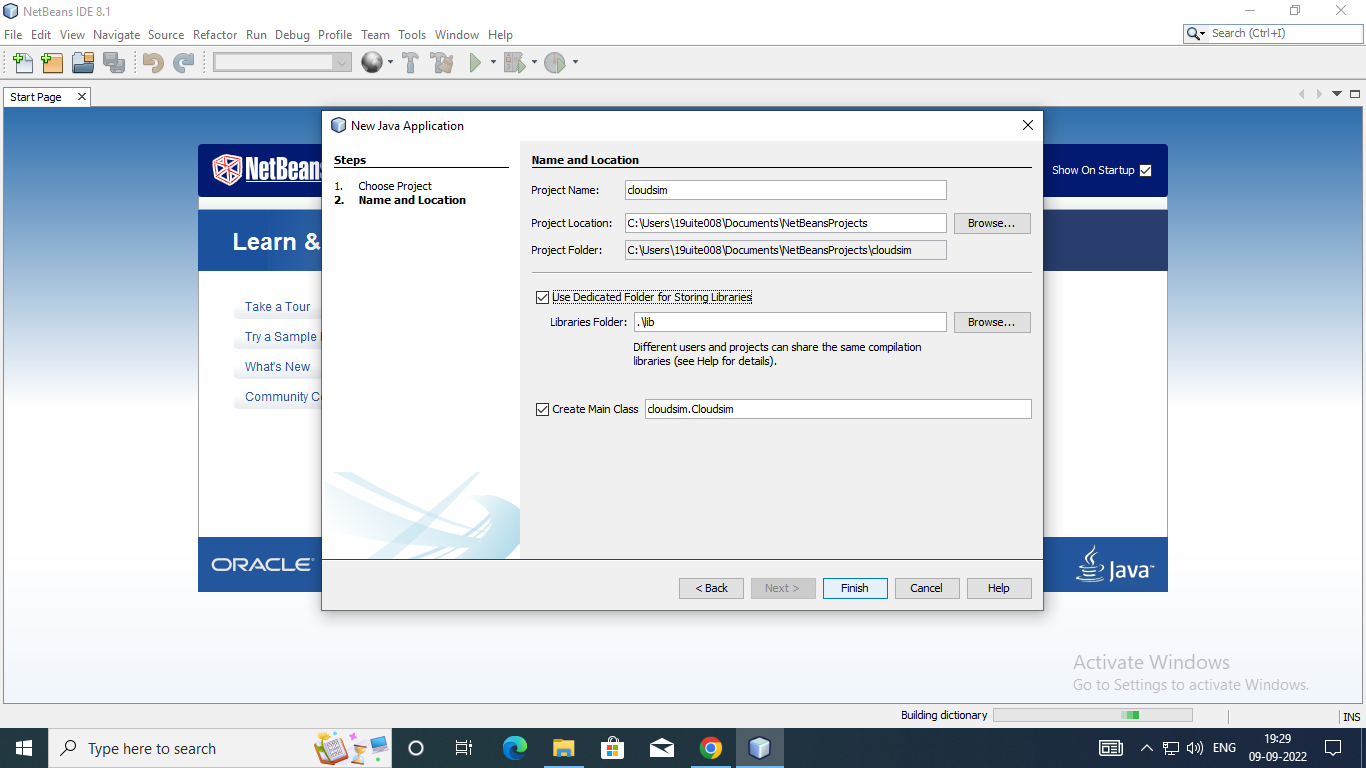 NetBeans IDE 8.1
File Edit View Navigate Source Refactor Run Debug Profile Team Tools Window Help
Search (Ctrl+I)
Start Page
New Java Application
NetBeans
Show On Startup
Learn &
Take a Tour
Try a Sample
What's New
Community C
Steps
1. Choose Project
2. Name and Location
Name and Location
Project Name: cloudsim
Project Location: C:\Users\19uite008\Documents\NetBeansProjects Browse...
Project Folder: C:\Users\19uite008\Documents\NetBeansProjects\cloudsim
Use Dedicated Folder for Storing Libraries
Libraries Folder: .\lib Browse...
Different users and projects can share the same compilation
libraries (see Help for details).
Create Main Class cloudsim.Cloudsim
< Back Next > Finish Cancel Help
ORACLE
Java
Activate Windows
Go to Settings to activate Windows.
Building dictionary
INS
Type here to search
ENG
19:29
09-09-2022